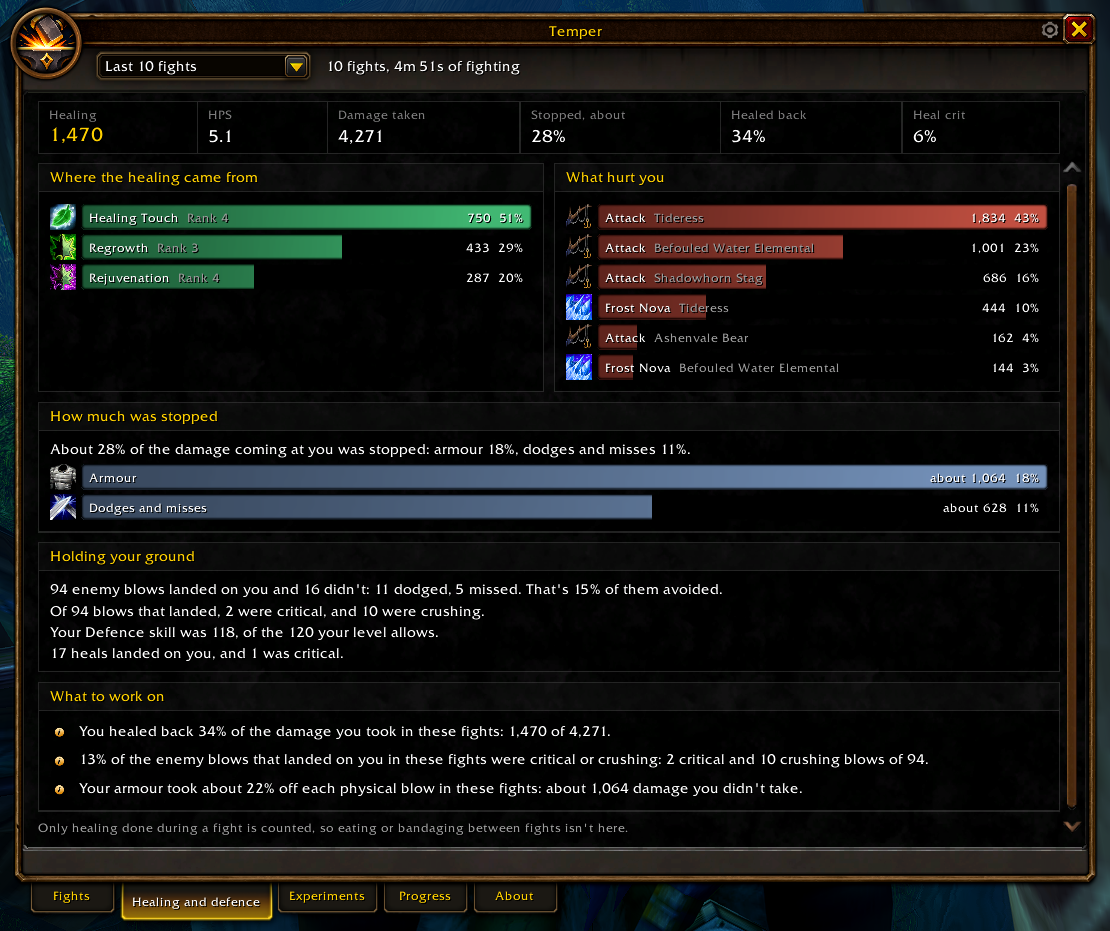 Temper
Last 10 fights
10 fights, 4m 51s of fighting
Healing
1,470
HPS
5.1
Damage taken
4,271
Stopped, about
28%
Healed back
34%
Heal crit
6%
Where the healing came from
Healing Touch Rank 4 750 51%
Regrowth Rank 3 433 29%
Rejuvenation Rank 4 287 20%
What hurt you
Attack Tideress 1,834 43%
Attack Befouled Water Elemental 1,001 23%
Attack Shadowhorn Stag 686 16%
Frost Nova Tideress 444 10%
Attack Ashenvale Bear 162 4%
Frost Nova Befouled Water Elemental 144 3%
How much was stopped
About 28% of the damage coming at you was stopped: armour 18%, dodges and misses 11%.
Armour about 1,064 18%
Dodges and misses about 628 11%
Holding your ground
94 enemy blows landed on you and 16 didn't: 11 dodged, 5 missed. That's 15% of them avoided.
Of 94 blows that landed, 2 were critical, and 10 were crushing.
Your Defence skill was 118, of the 120 your level allows.
17 heals landed on you, and 1 was critical.
What to work on
You healed back 34% of the damage you took in these fights: 1,470 of 4,271.
13% of the enemy blows that landed on you in these fights were critical or crushing: 2 critical and 10 crushing blows of 94.
Your armour took about 22% off each physical blow in these fights: about 1,064 damage you didn't take.
Only healing done during a fight is counted, so eating or bandaging between fights isn't here.
Fights
Healing and defence
Experiments
Progress
About